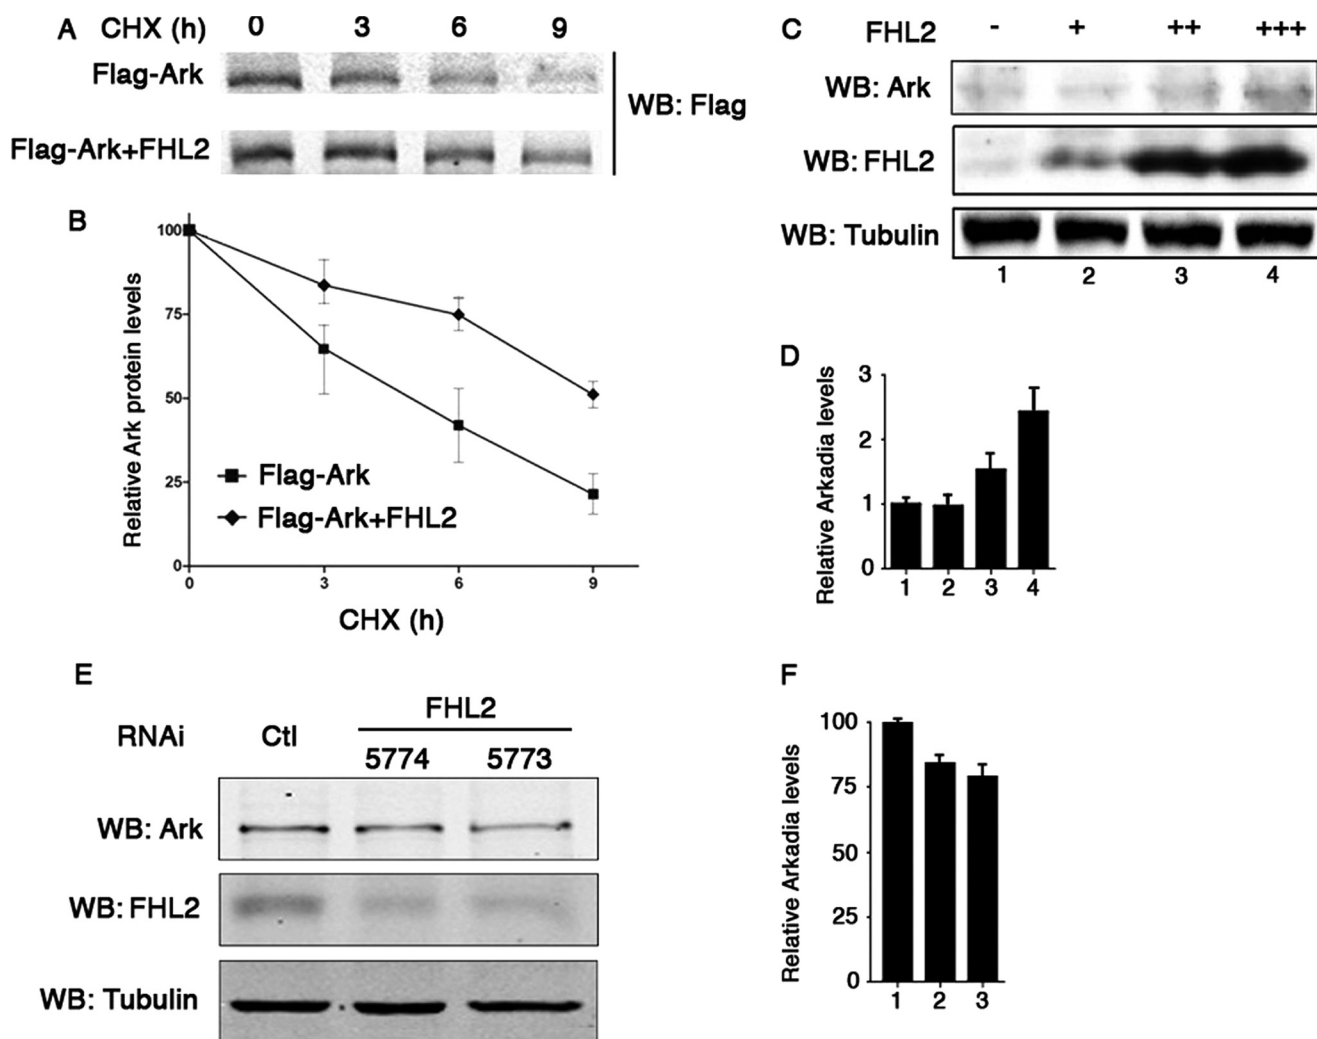 A CHX (h) 0 3 6 9
Flag-Ark
WB: Flag
Flag-Ark+FHL2
B
100
75
50
25
0
Relative Ark protein levels
Flag-Ark
Flag-Ark+FHL2
0 3 6 9
CHX (h)
C FHL2 - + ++ +++
WB: Ark
WB: FHL2
WB: Tubulin
1 2 3 4
D
3
2
1
0
Relative Arkadia levels
1 2 3 4
E
FHL2
RNAi Ctl
5774 5773
WB: Ark
WB: FHL2
WB: Tubulin
F
100
75
50
25
0
Relative Arkadia levels
1 2 3